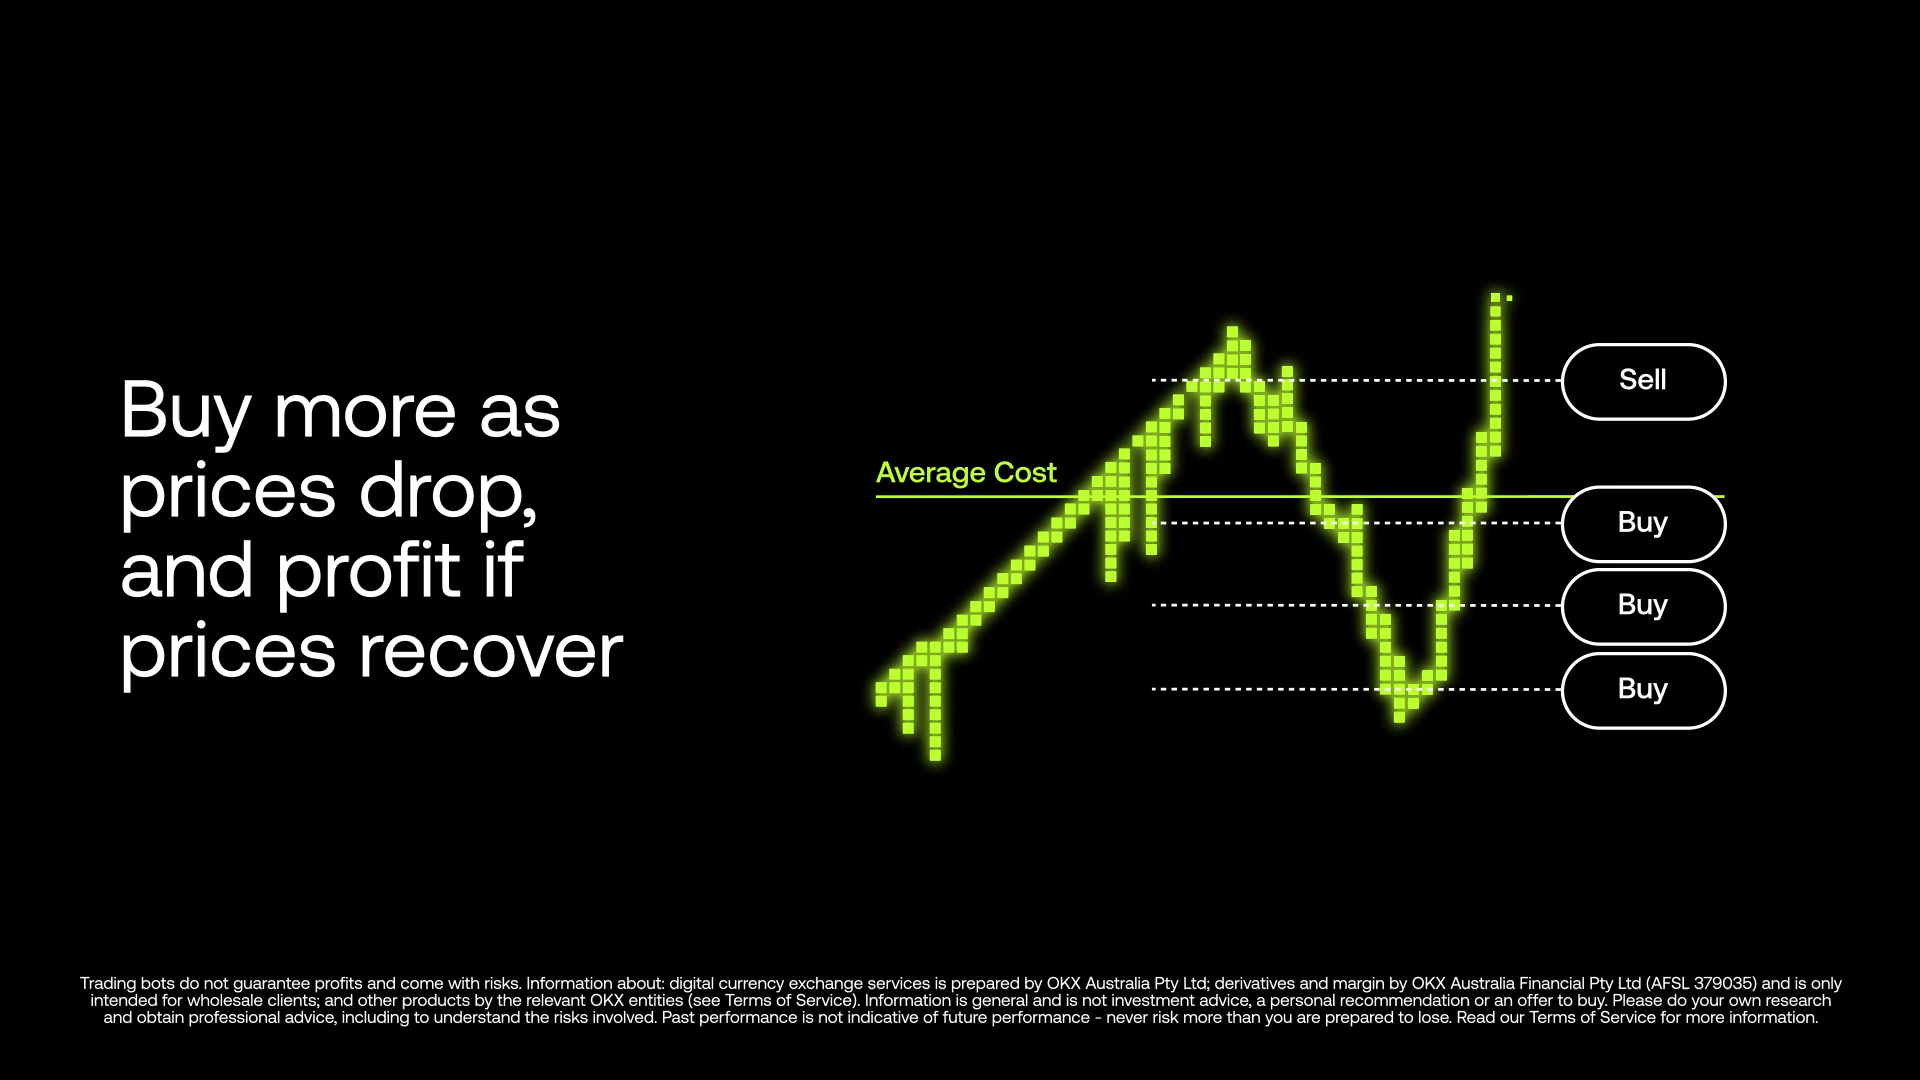 Buy more as
prices drop,
and profit if
prices recover
Average Cost
Sell
Buy
Buy
Buy
Trading bots do not guarantee profits and come with risks. Information about: digital currency exchange services is prepared by OKX Australia Pty Ltd; derivatives and margin by OKX Australia Financial Pty Ltd (AFSL 379035) and is only
intended for wholesale clients; and other products by the relevant OKX entities (see Terms of Service). Information is general and is not investment advice, a personal recommendation or an offer to buy. Please do your own research
and obtain professional advice, including to understand the risks involved. Past performance is not indicative of future performance - never risk more than you are prepared to lose. Read our Terms of Service for more information.